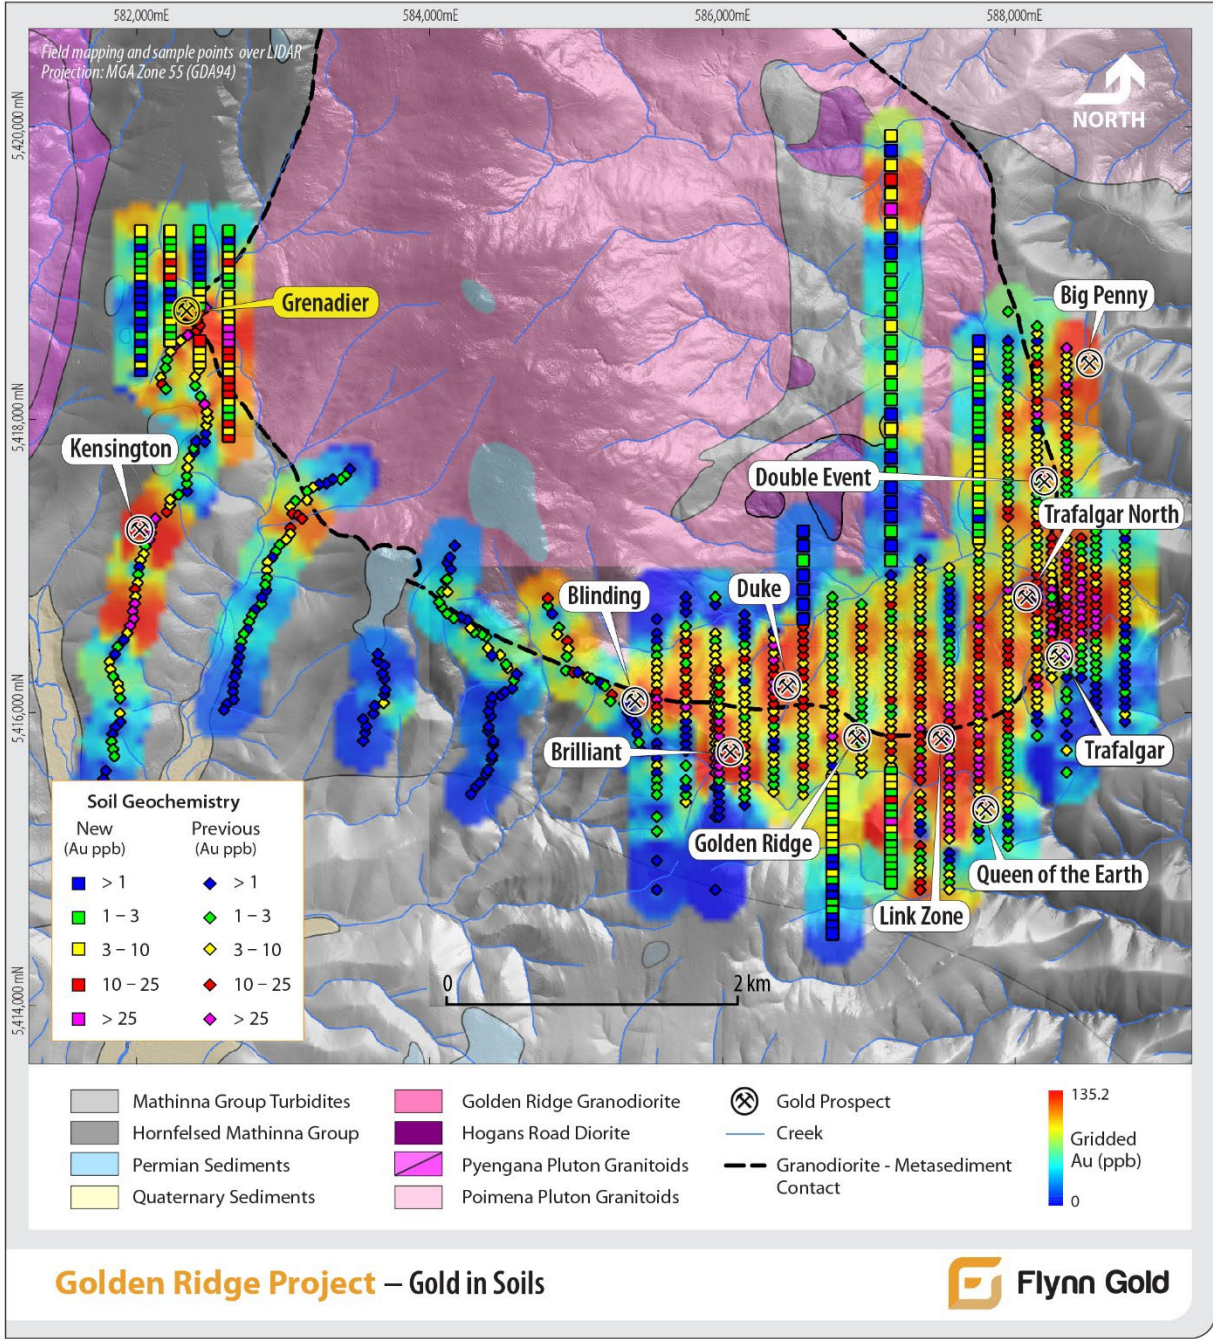 582,000mE
584,000mE
586,000mE
588,000mE
Field mapping and sample points over LIDAR
Projection: MGA Zone 55 (GDA94)
NORTH
5,420,000 mN
5,418,000 mN
5,416,000 mN
5,414,000 mN
Grenadier
Big Penny
Kensington
Double Event
Trafalgar North
Blinding
Duke
Brilliant
Trafalgar
Golden Ridge
Queen of the Earth
Link Zone
0
2 km
Soil Geochemistry
New Previous
(Au ppb) (Au ppb)
> 1 > 1
1 – 3 1 – 3
3 – 10 3 – 10
10 – 25 10 – 25
> 25 > 25
Mathinna Group Turbidites
Hornfelsed Mathinna Group
Permian Sediments
Quaternary Sediments
Golden Ridge Granodiorite
Hogans Road Diorite
Pyengana Pluton Granitoids
Poimena Pluton Granitoids
Gold Prospect
Creek
Granodiorite - Metasediment
Contact
135.2
Gridded
Au (ppb)
0
Golden Ridge Project – Gold in Soils
Flynn Gold